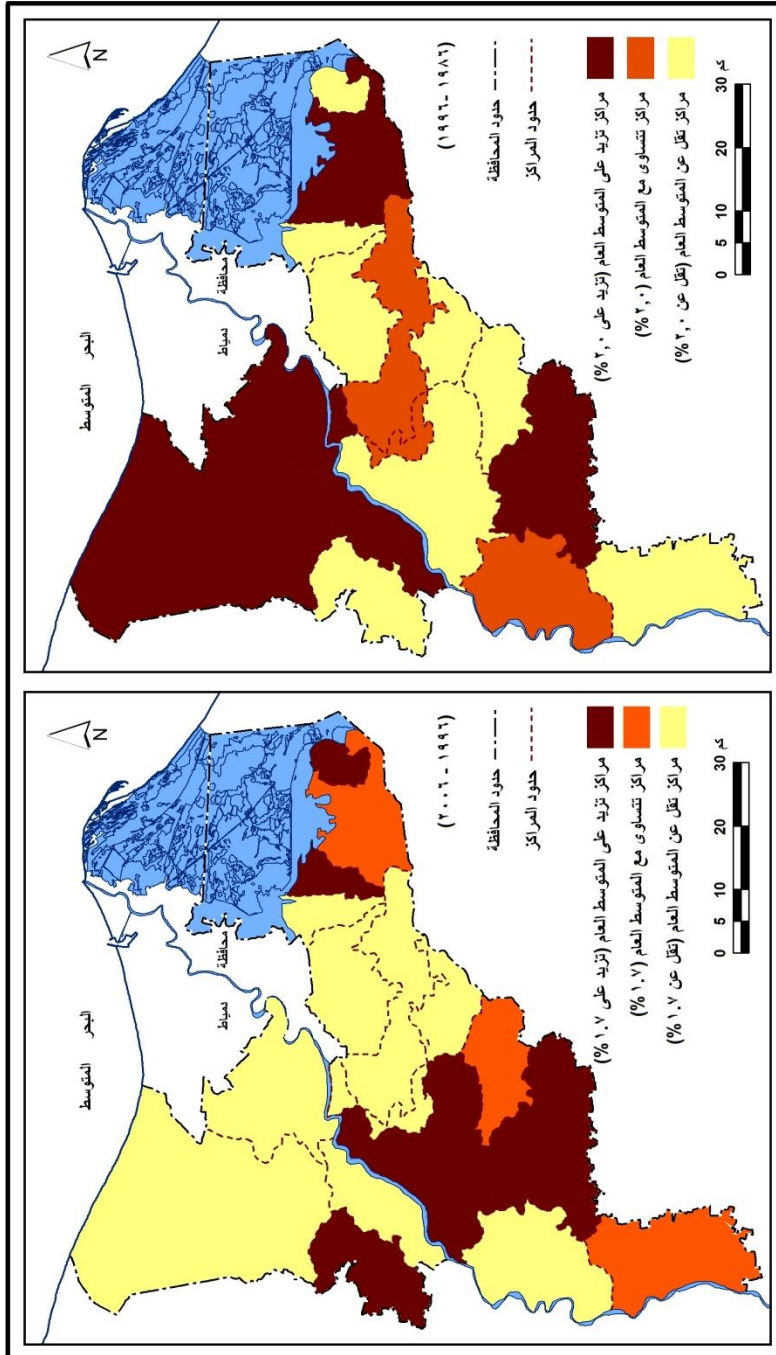 N
البحر
المتوسط
محافظة
دمياط
(١٩٨٦ - ١٩٩٦)
حدود المحافظة
حدود المراكز
مراكز تزيد على المتوسط العام (تزيد على ٢,٠ %)
مراكز تتساوى مع المتوسط العام (٢,٠ %)
مراكز تقل عن المتوسط العام (تقل عن ٢,٠ %)
0 5 10 20 30 كم
N
البحر
المتوسط
محافظة
دمياط
(١٩٩٦ - ٢٠٠٦)
حدود المحافظة
حدود المراكز
مراكز تزيد على المتوسط العام (تزيد على ١.٧ %)
مراكز تتساوى مع المتوسط العام (١.٧ %)
مراكز تقل عن المتوسط العام (تقل عن ١.٧ %)
0 5 10 20 30 كم